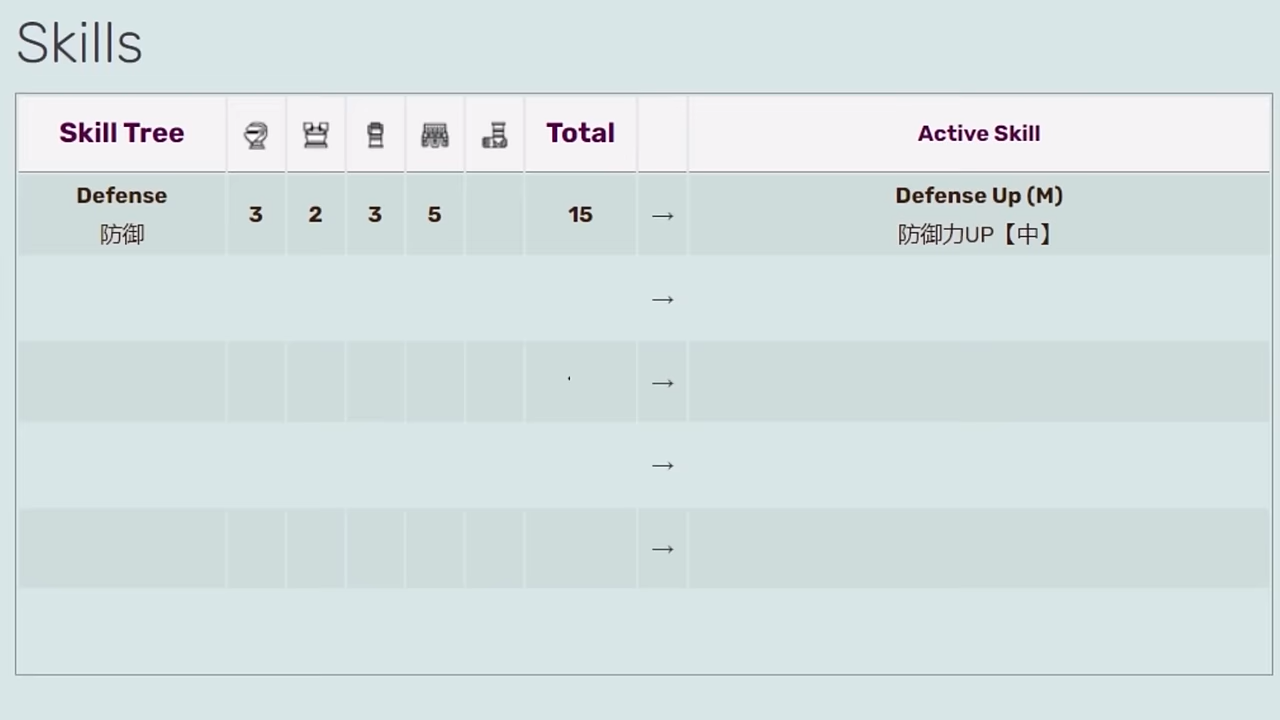 Skills
Skill Tree Total Active Skill
Defense 3 2 3 5 15 → Defense Up (M)
防御 防御力UP【中】
→
→
→
→